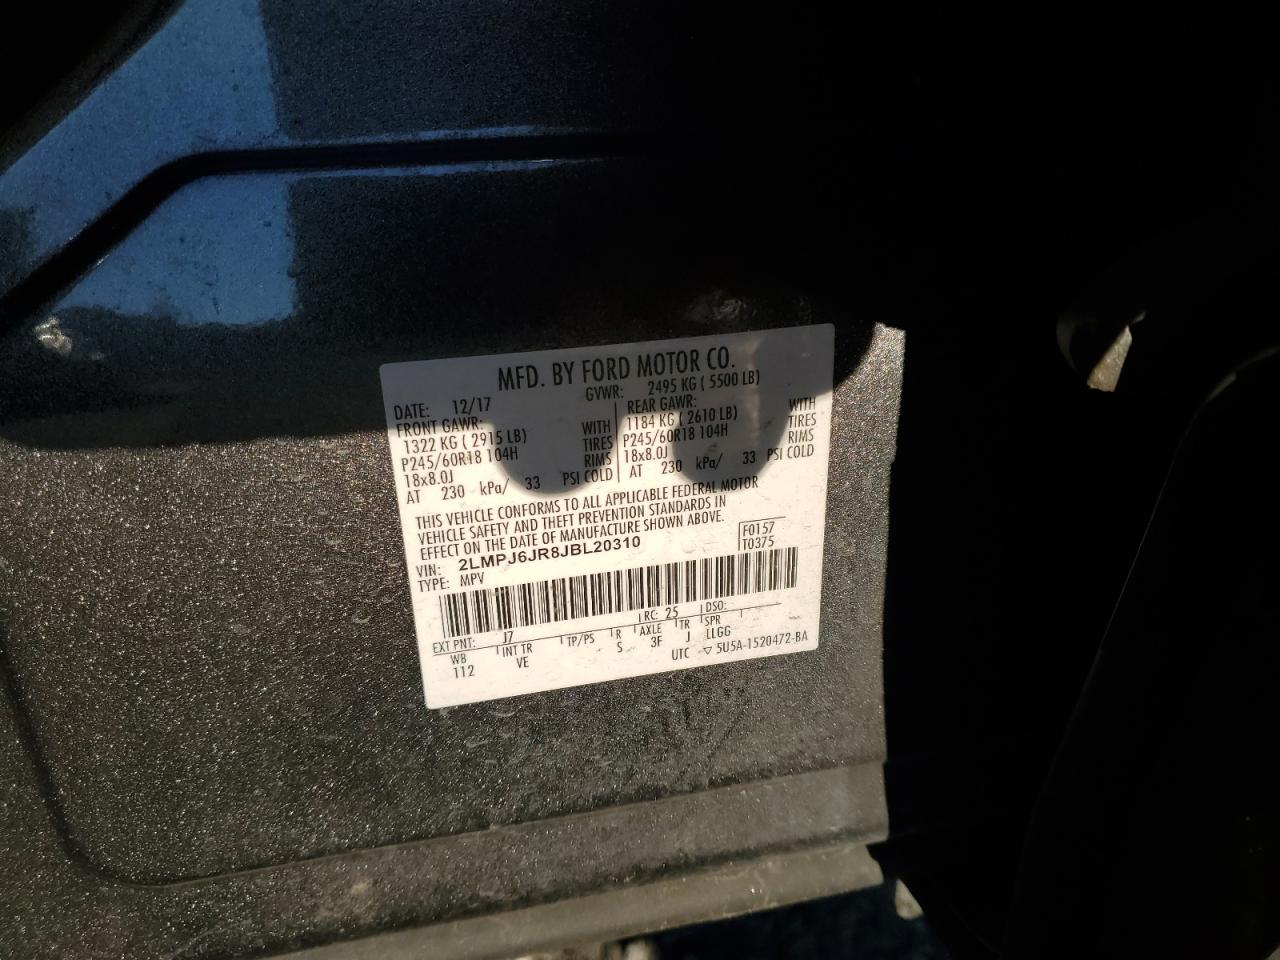 MFD. BY FORD MOTOR CO.
DATE: 12/17 GVWR: 2495 KG ( 5500 LB)
FRONT GAWR: REAR GAWR:
1322 KG ( 2915 LB) WITH 1184 KG ( 2610 LB) WITH
P245/60R18 104H TIRES P245/60R18 104H TIRES
18x8.0J RIMS 18x8.0J RIMS
AT 230 kPa/ 33 PSI COLD AT 230 kPa/ 33 PSI COLD
THIS VEHICLE CONFORMS TO ALL APPLICABLE FEDERAL MOTOR
VEHICLE SAFETY AND THEFT PREVENTION STANDARDS IN
EFFECT ON THE DATE OF MANUFACTURE SHOWN ABOVE.
VIN: 2LMPJ6JR8JBL20310 F0157
TYPE: MPV T0375
EXT PNT: J7 RC: 25 DSO:
WB INT TR TP/PS R AXLE TR SPR
112 VE S 3F J LLGG
UTC ▽ 5U5A-1520472-BA